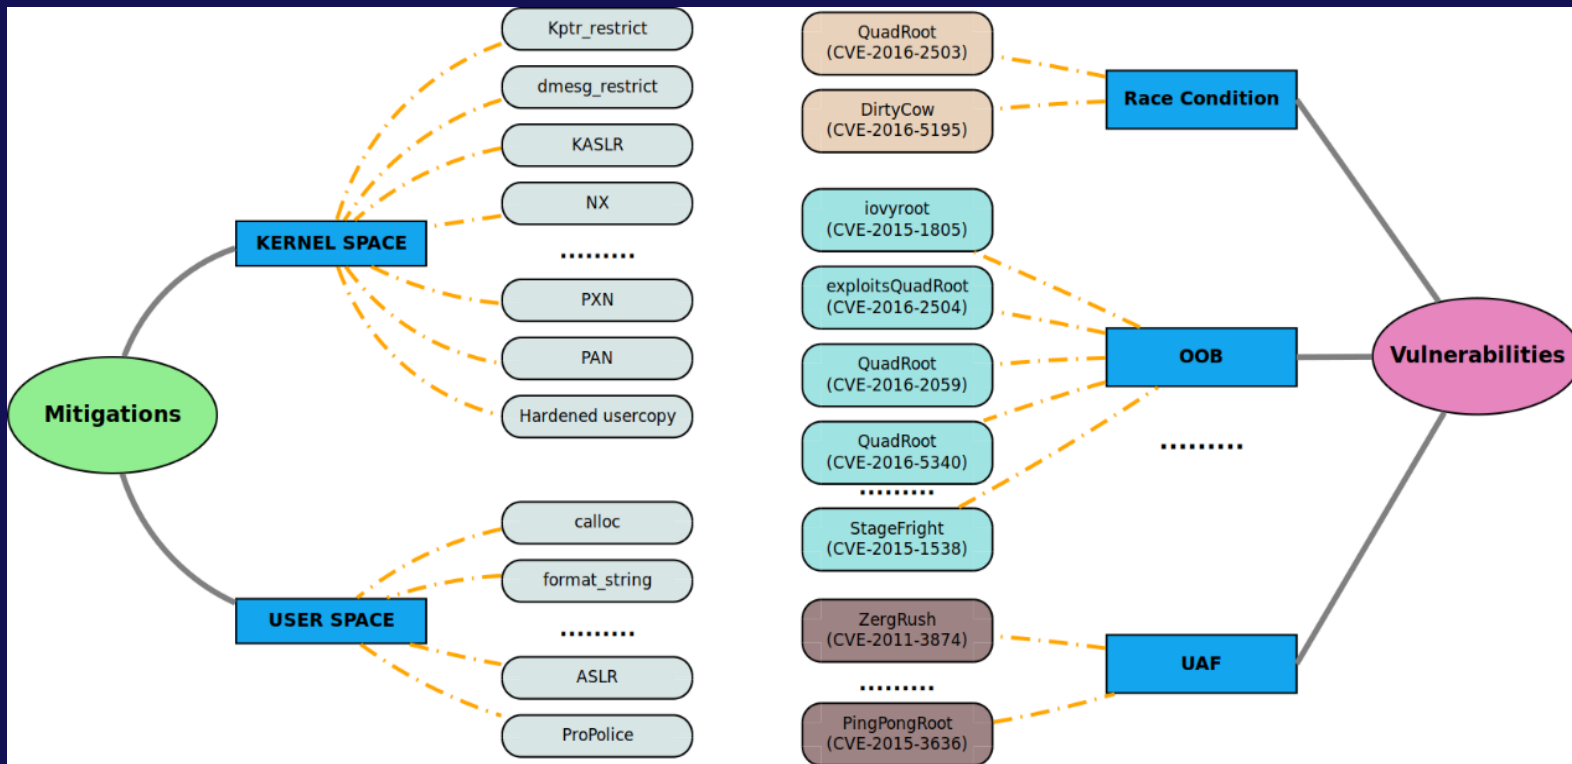 Mitigations
KERNEL SPACE
Kptr_restrict
dmesg_restrict
KASLR
NX
.........
PXN
PAN
Hardened usercopy
USER SPACE
calloc
format_string
.........
ASLR
ProPolice
QuadRoot
(CVE-2016-2503)
DirtyCow
(CVE-2016-5195)
Race Condition
iovyroot
(CVE-2015-1805)
exploitsQuadRoot
(CVE-2016-2504)
QuadRoot
(CVE-2016-2059)
QuadRoot
(CVE-2016-5340)
.........
StageFright
(CVE-2015-1538)
OOB
.........
ZergRush
(CVE-2011-3874)
.........
PingPongRoot
(CVE-2015-3636)
UAF
Vulnerabilities